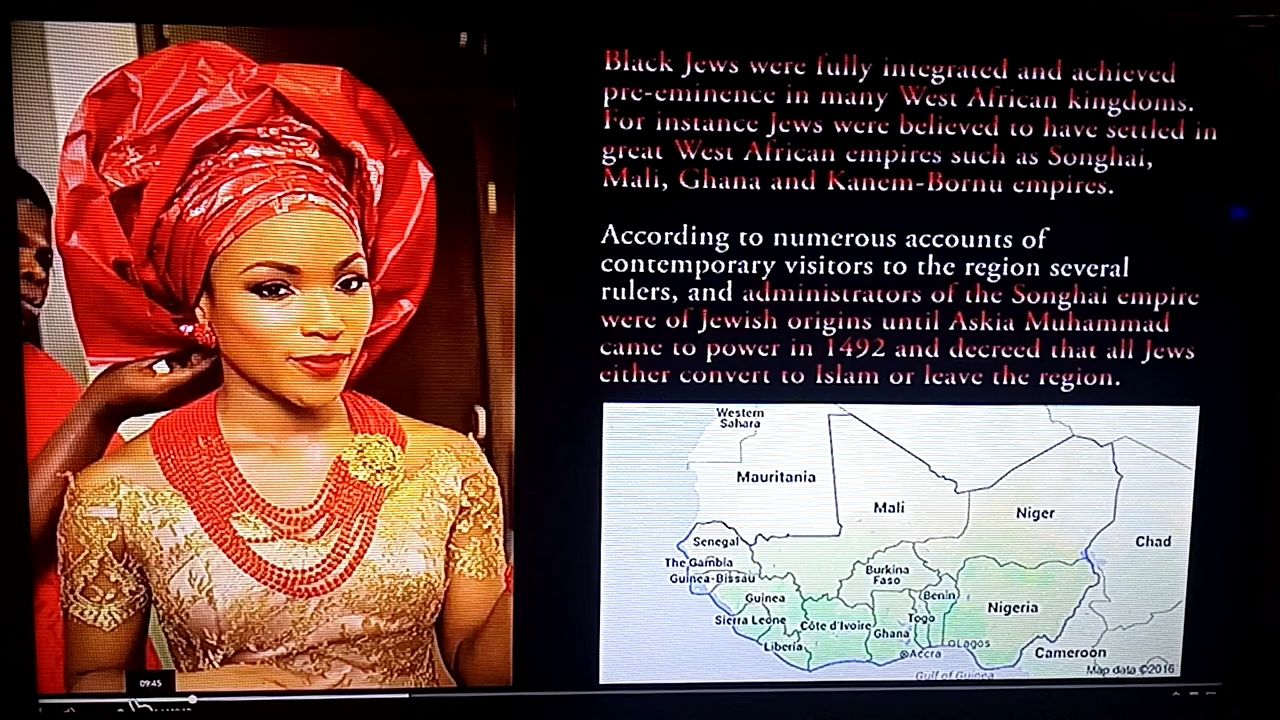 Black Jews were fully integrated and achieved
pre-eminence in many West African kingdoms.
For instance Jews were believed to have settled in
great West African empires such as Songhai,
Mali, Ghana and Kanem-Bornu empires.
According to numerous accounts of
contemporary visitors to the region several
rulers, and administrators of the Songhai empire
were of Jewish origins until Askia Muhammad
came to power in 1492 and decreed that all Jews
either convert to Islam or leave the region.
Western
Sahara
Mauritania
Mali
Niger
Senegal
Chad
The Gambia
Guinea-Bissau
Burkina
Faso
Guinea
Benin
Nigeria
Sierra Leone
Côte d'Ivoire
Togo
Ghana
Liberia
Lagos
Accra
Cameroon
Map data ©2016
Gulf of Guinea
09:45